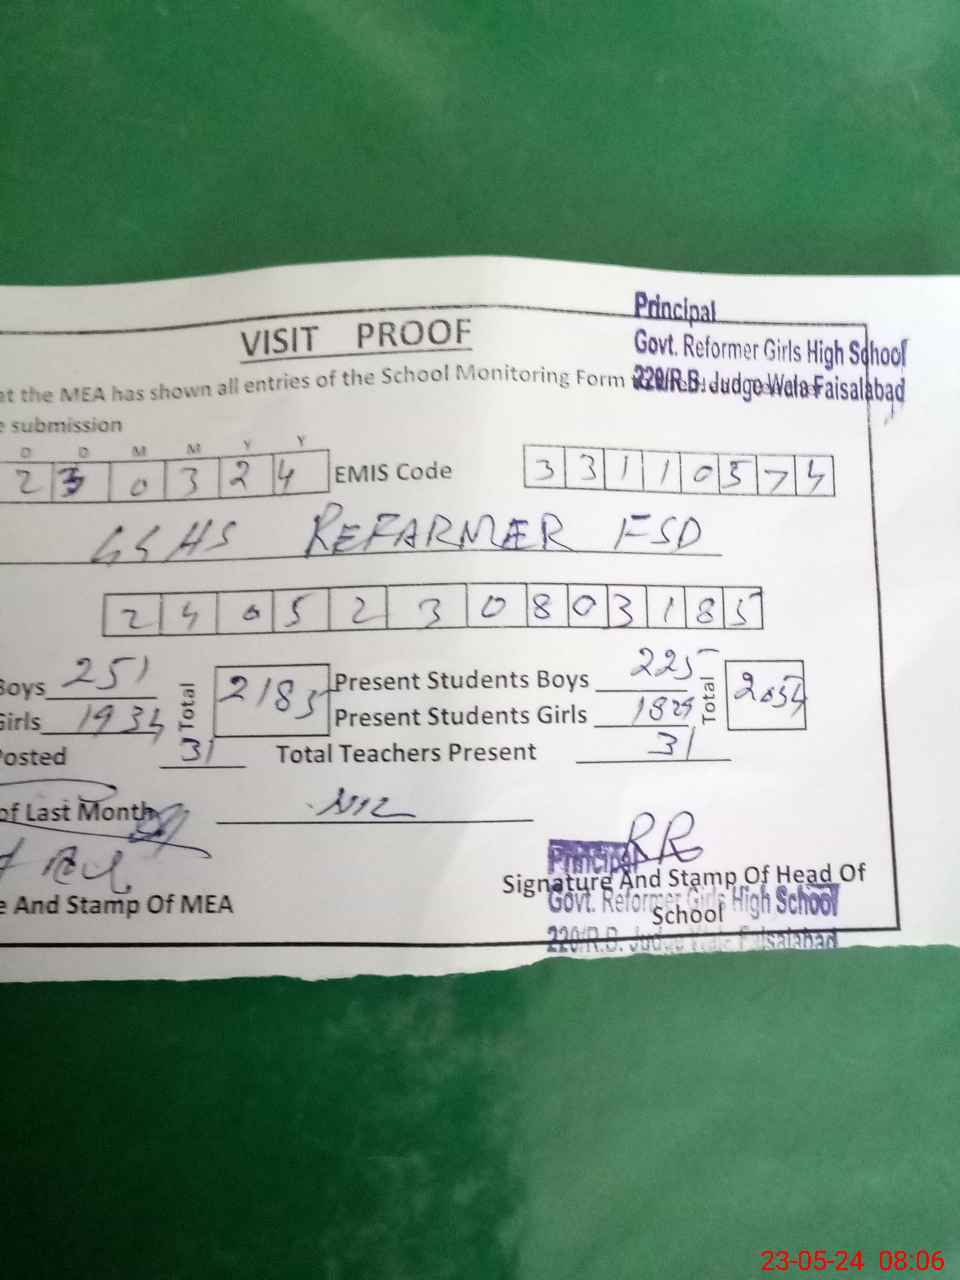 Principal
Govt. Reformer Girls High School
220/R.B. Judge Wala Faisalabad
VISIT PROOF
at the MEA has shown all entries of the School Monitoring Form
e submission
D D M M Y Y
2 3 0 3 2 4 EMIS Code 3 3 1 1 0 5 7 4
GGHS REFARMER FSD
2 4 0 5 2 3 0 8 0 3 1 8 5
Boys 251 Total 2185 Present Students Boys 225 Total 2054
Girls 1934 Present Students Girls 1829
Posted 31 Total Teachers Present 31
of Last Month Nil
RR
Principal
Signature And Stamp Of Head Of
School
Govt. Reformer Girls High School
220/R.B. Judge Wala Faisalabad
e And Stamp Of MEA
23-05-24 08:06